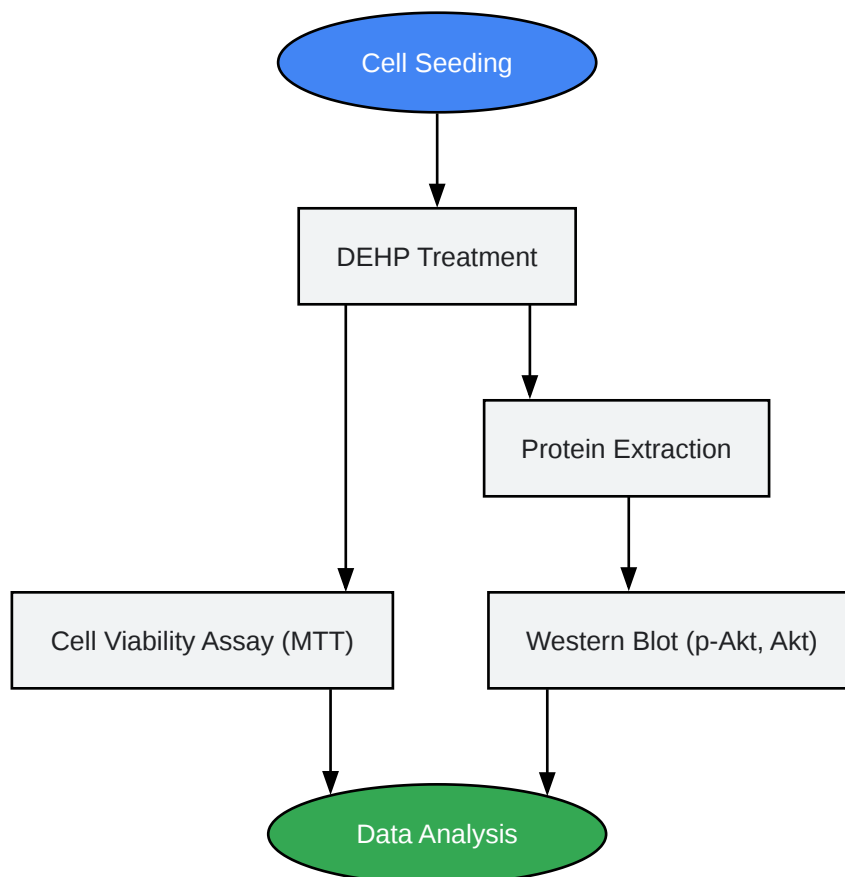 Cell Seeding
DEHP Treatment
Protein Extraction
Cell Viability Assay (MTT)
Western Blot (p-Akt, Akt)
Data Analysis